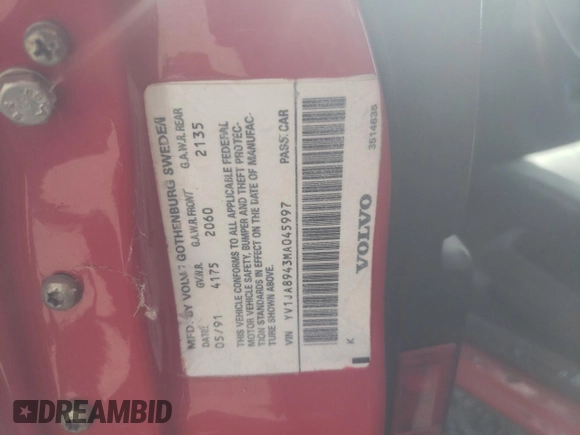 MFD. BY VOLVO GOTHENBURG SWEDEN
DATE G.V.W.R. G.A.W.R. FRONT G.A.W.R. REAR
05/91 4175 2060 2135
THIS VEHICLE CONFORMS TO ALL APPLICABLE FEDERAL
MOTOR VEHICLE SAFETY, BUMPER AND THEFT PROTEC-
TION STANDARDS IN EFFECT ON THE DATE OF MANUFAC-
TURE SHOWN ABOVE.
VIN YV1JA8943MA045997 PASS. CAR
K VOLVO 3514635
DREAMBID